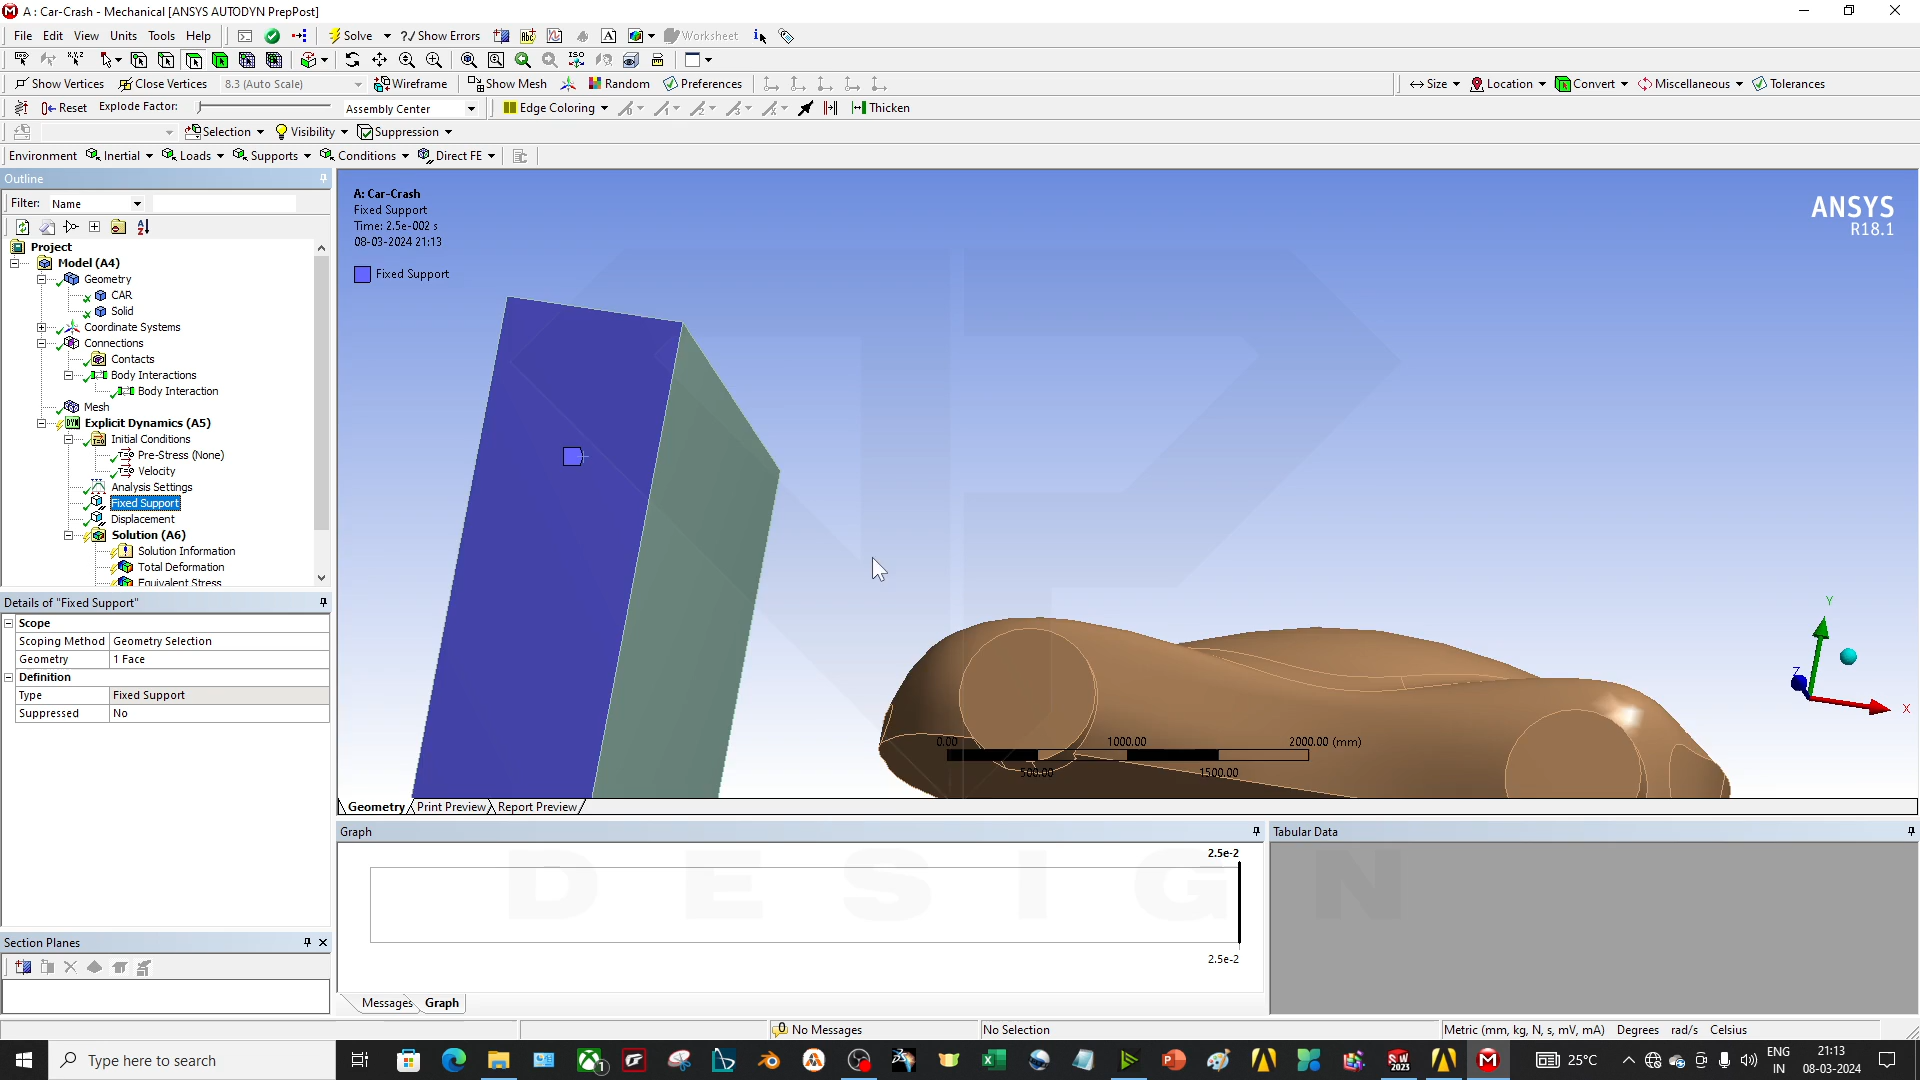 A : Car-Crash - Mechanical [ANSYS AUTODYN PrepPost]
File Edit View Units Tools Help Solve ?/Show Errors Worksheet
Show Vertices Close Vertices 8.3 (Auto Scale) Wireframe Show Mesh Random Preferences Size Location Convert Miscellaneous Tolerances
Reset Explode Factor: Assembly Center Edge Coloring Thicken
Selection Visibility Suppression
Environment Inertial Loads Supports Conditions Direct FE
Outline
Filter: Name
Project
Model (A4)
Geometry
CAR
Solid
Coordinate Systems
Connections
Contacts
Body Interactions
Body Interaction
Mesh
Explicit Dynamics (A5)
Initial Conditions
Pre-Stress (None)
Velocity
Analysis Settings
Fixed Support
Displacement
Solution (A6)
Solution Information
Total Deformation
Equivalent Stress
Details of "Fixed Support"
Scope
Scoping Method Geometry Selection
Geometry 1 Face
Definition
Type Fixed Support
Suppressed No
Section Planes
A: Car-Crash
Fixed Support
Time: 2.5e-002 s
08-03-2024 21:13
Fixed Support
ANSYS
R18.1
Y
Z
X
0.00 1000.00 2000.00 (mm)
500.00 1500.00
Geometry Print Preview Report Preview
Graph
2.5e-2
2.5e-2
DESIGN
Messages Graph
Tabular Data
0 No Messages No Selection Metric (mm, kg, N, s, mV, mA) Degrees rad/s Celsius
Type here to search
25°C
ENG
IN
21:13
08-03-2024